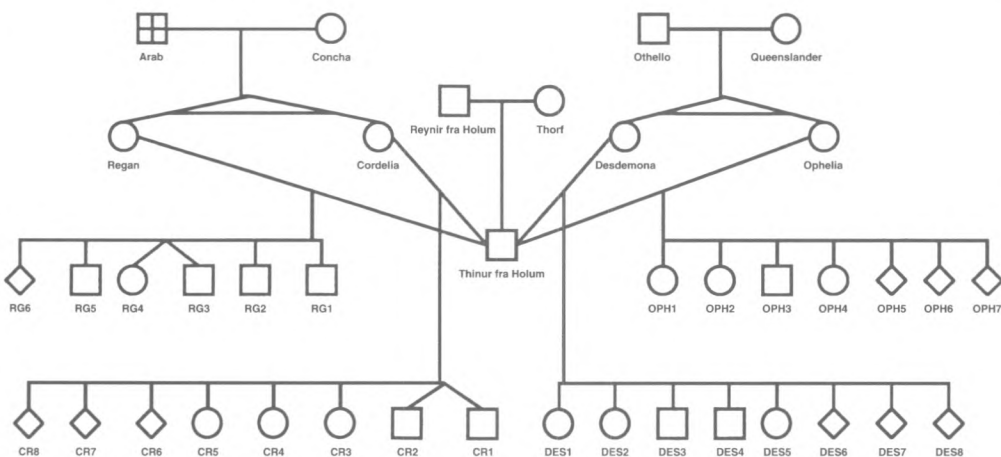 Arab
Concha
Othello
Queenslander
Reynir fra Holum
Thorf
Regan
Cordelia
Desdemona
Ophelia
Thinur fra Holum
RG6 RG5 RG4 RG3 RG2 RG1
OPH1 OPH2 OPH3 OPH4 OPH5 OPH6 OPH7
CR8 CR7 CR6 CR5 CR4 CR3 CR2 CR1
DES1 DES2 DES3 DES4 DES5 DES6 DES7 DES8